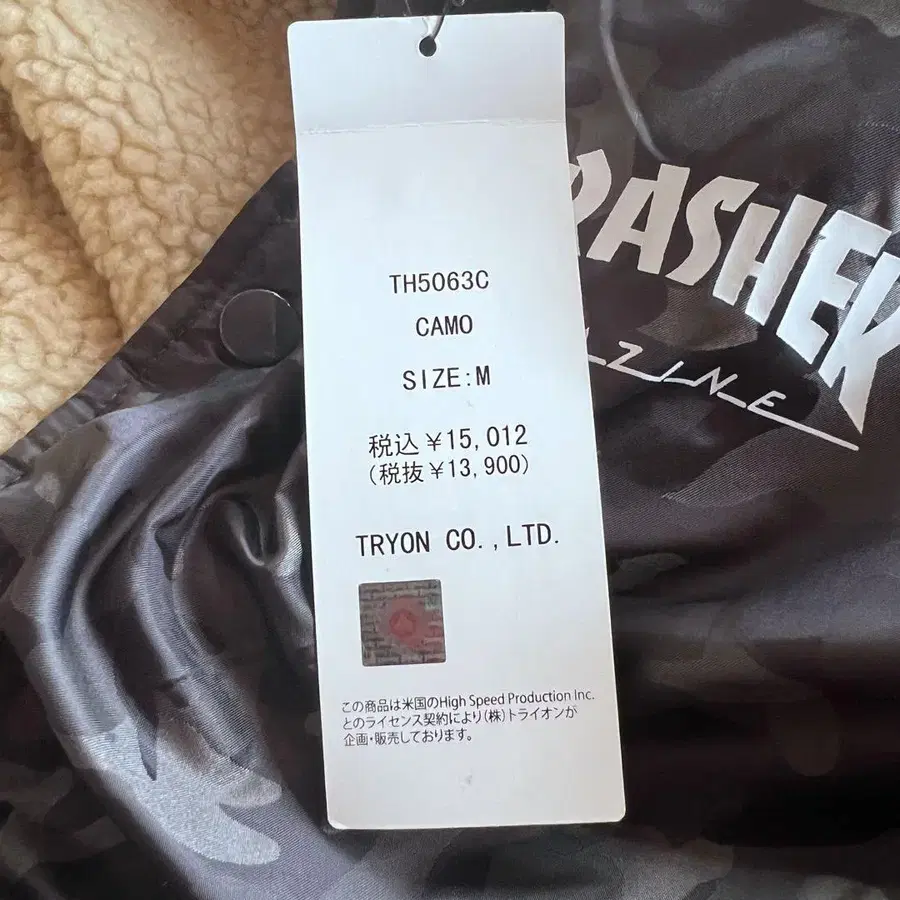 TH5063C
CAMO
SIZE:M
税込￥15,012
(税抜￥13,900)
TRYON CO.,LTD.
この商品は米国のHigh Speed Production Inc.
とのライセンス契約により(株)トライオンが
企画・販売しております。
RASHER
ZINE